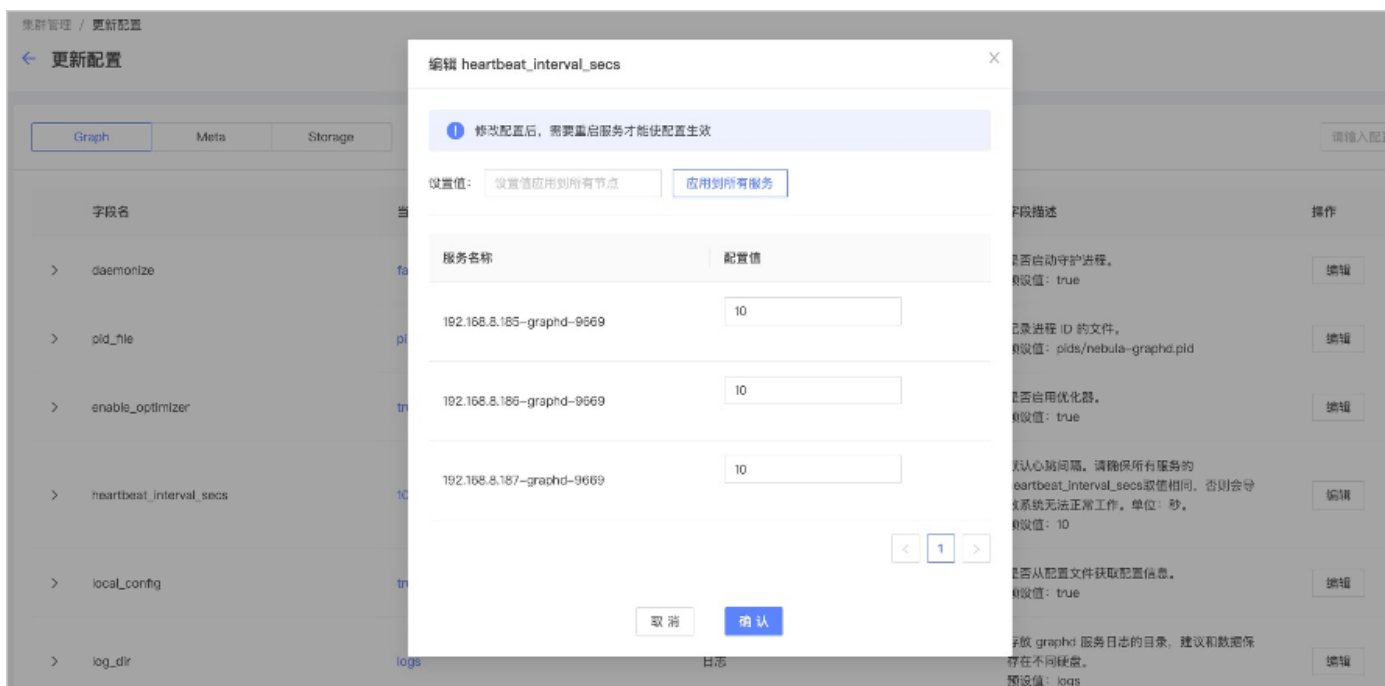 集群管理 / 更新配置
← 更新配置
编辑 heartbeat_interval_secs
修改配置后，需要重启服务才能使配置生效
Graph Meta Storage
请输入配
设置值： 设置值应用到所有节点 应用到所有服务
字段名 字段描述 操作
服务名称 配置值
daemonize 是否启动守护进程。 编辑
预设值：true
192.168.8.185-graphd-9669 10
pid_file 记录进程 ID 的文件。 编辑
预设值：pids/nebula-graphd.pid
192.168.8.186-graphd-9669 10
enable_optimizer 是否启用优化器。 编辑
预设值：true
192.168.8.187-graphd-9669 10
heartbeat_interval_secs 10 默认心跳间隔。请确保所有服务的 编辑
heartbeat_interval_secs取值相同，否则会导
致系统无法正常工作。单位：秒。
预设值：10
1
local_config 是否从配置文件获取配置信息。 编辑
预设值：true
取 消 确 认
log_dir logs 日志 存放 graphd 服务日志的目录，建议和数据保 编辑
存在不同硬盘。
预设值：logs